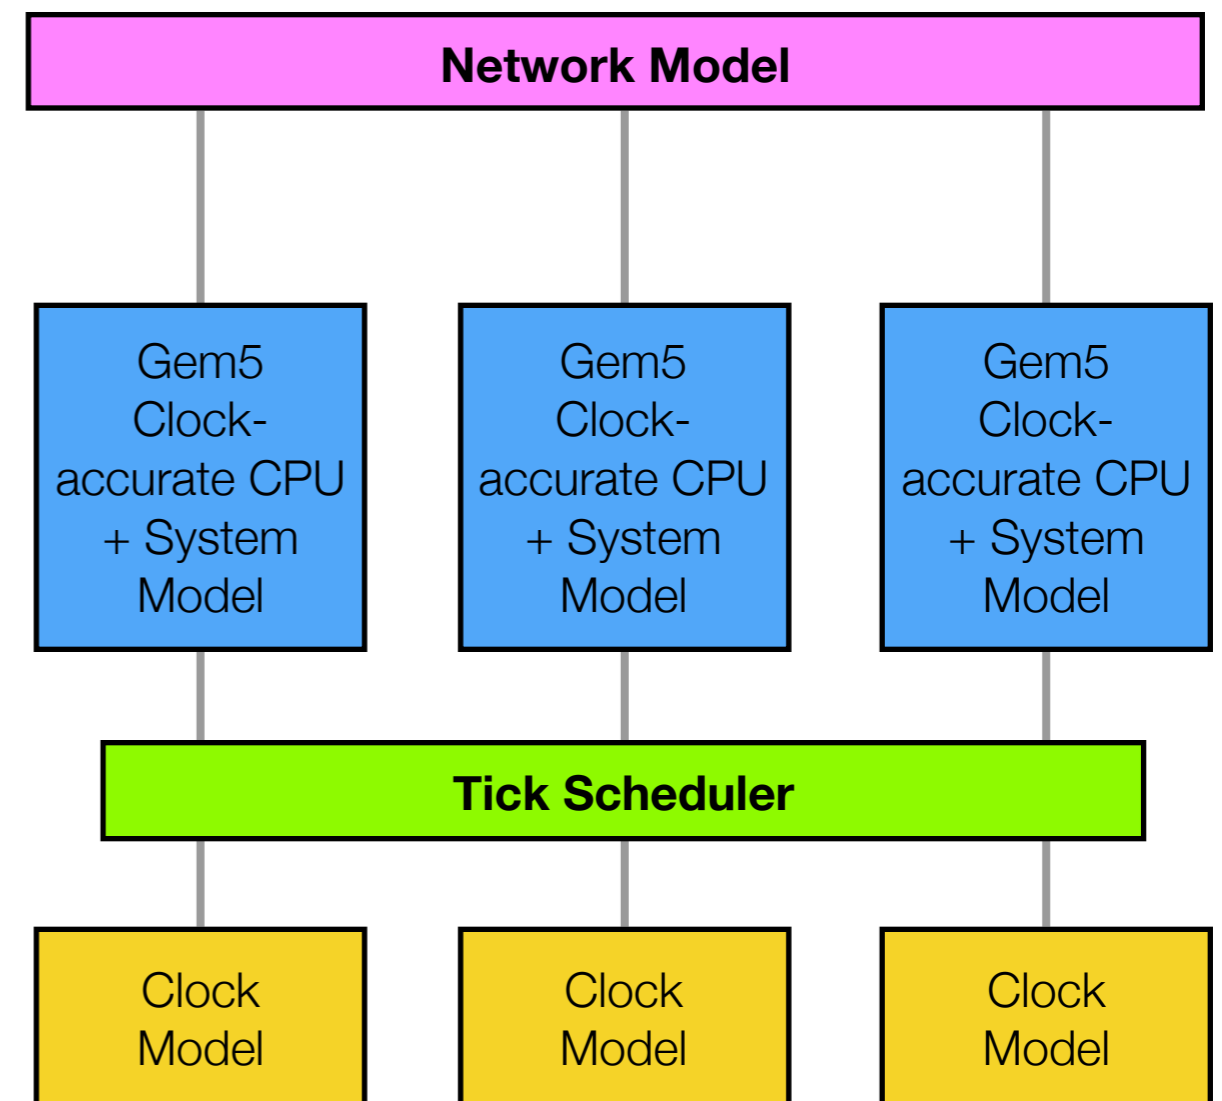 Network Model
Gem5
Clock-
accurate CPU
+ System
Model
Gem5
Clock-
accurate CPU
+ System
Model
Gem5
Clock-
accurate CPU
+ System
Model
Tick Scheduler
Clock
Model
Clock
Model
Clock
Model